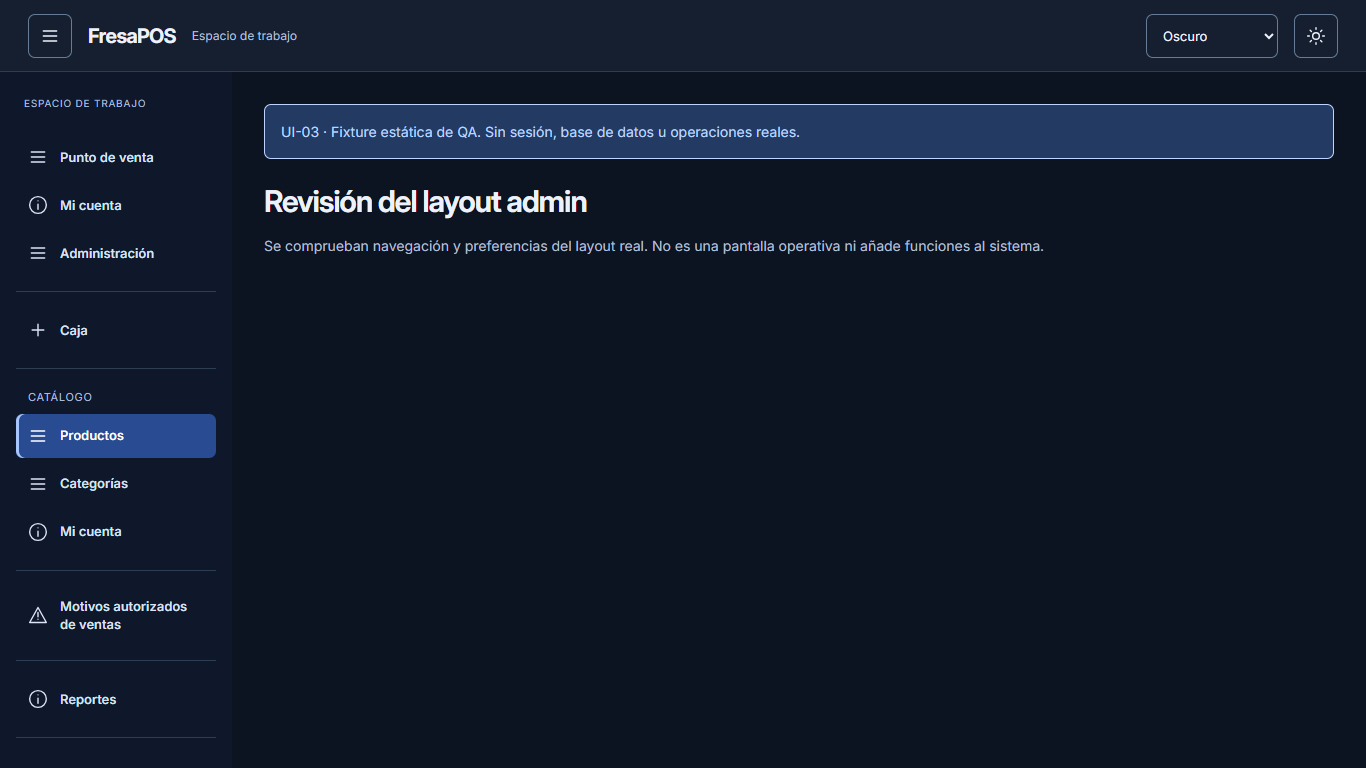 FresaPOS
Espacio de trabajo
Oscuro
ESPACIO DE TRABAJO
Punto de venta
Mi cuenta
Administración
Caja
CATÁLOGO
Productos
Categorías
Mi cuenta
Motivos autorizados
de ventas
Reportes
UI-03 · Fixture estática de QA. Sin sesión, base de datos u operaciones reales.
Revisión del layout admin
Se comprueban navegación y preferencias del layout real. No es una pantalla operativa ni añade funciones al sistema.